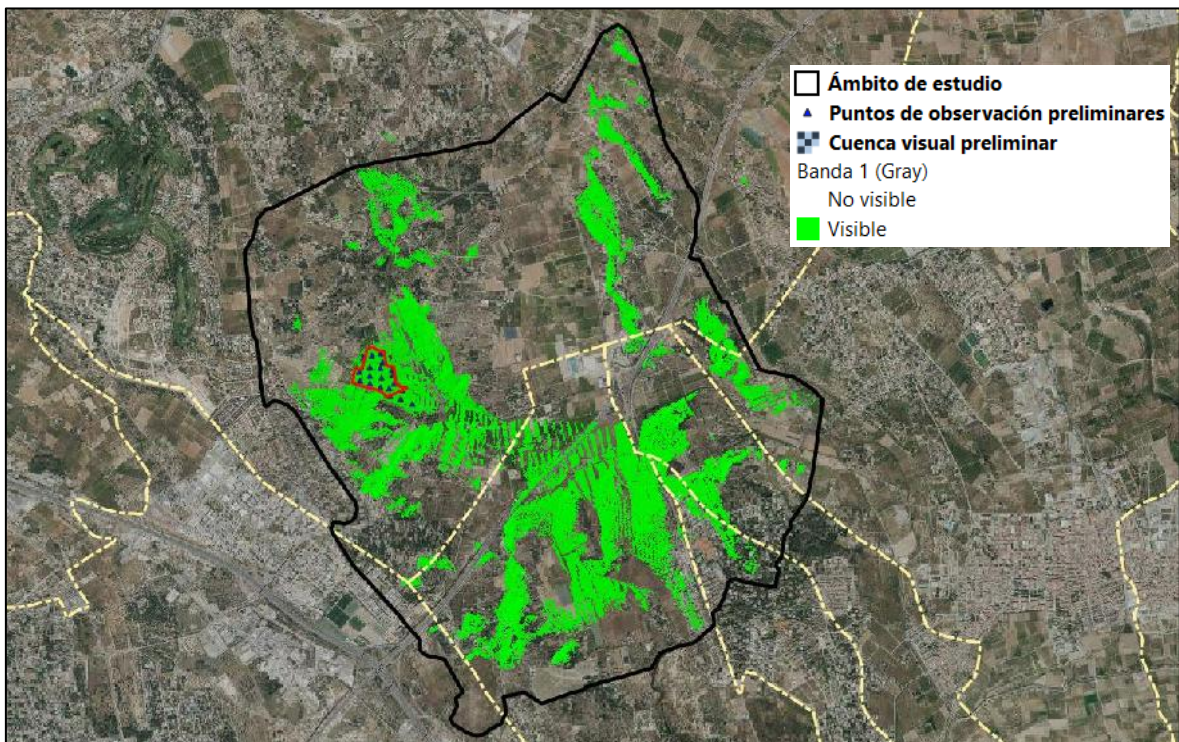 Ámbito de estudio
Puntos de observación preliminares
Cuenca visual preliminar
Banda 1 (Gray)
No visible
Visible